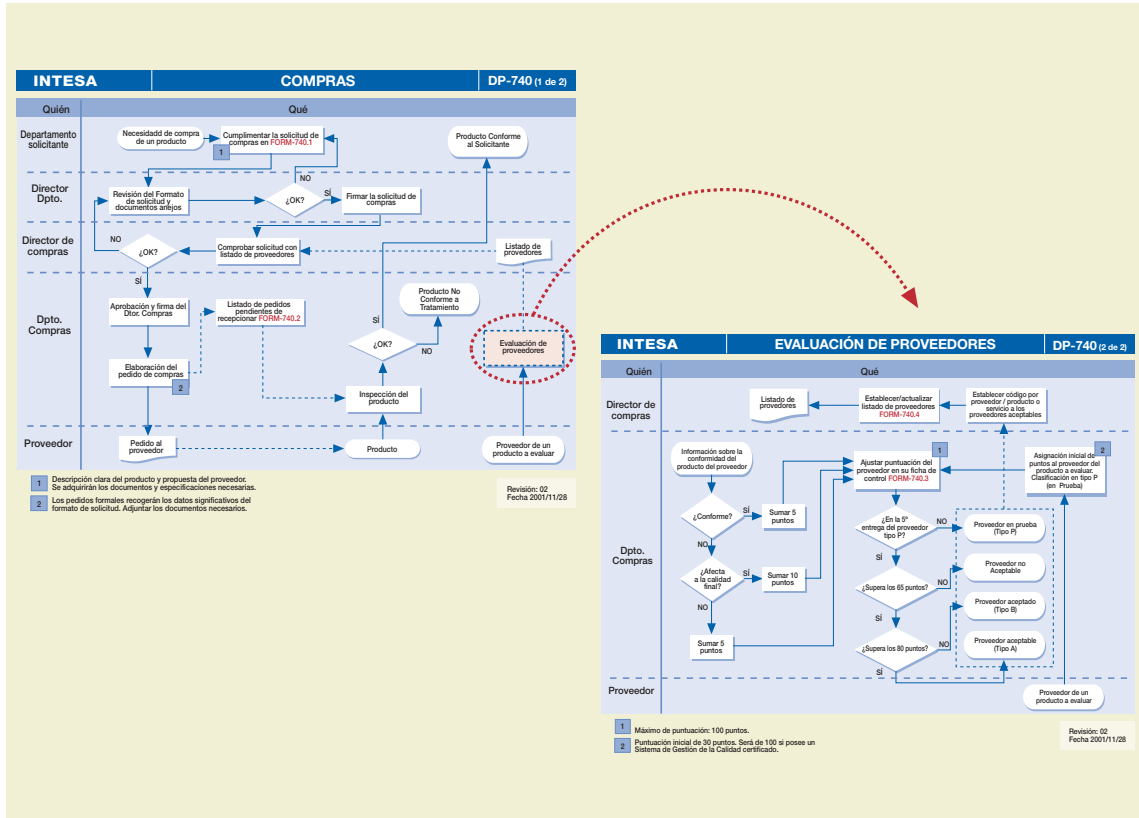 INTESA
COMPRAS
DP-740 (1 de 2)
Quién
Qué
Departamento
solicitante
Necesidadd de compra
de un producto
Cumplimentar la solicitud de
compras en FORM-740.1
1
Producto Conforme
al Solicitante
NO
Director
Dpto.
Revisión del Formato
de solicitud y
documentos anejos
¿OK?
SÍ
Firmar la solicitud de
compras
Director de
compras
NO
¿OK?
Comprobar solicitud con
listado de proveedores
Listado de
provedores
SÍ
Dpto.
Compras
Aprobación y firma del
Dtor. Compras
Listado de pedidos
pendientes de
recepcionar FORM-740.2
Producto No
Conforme a
Tratamiento
SÍ
¿OK?
NO
Evaluación de
proveedores
Elaboración del
pedido de compras
2
Inspección del
producto
Proveedor
Pedido al
proveedor
Producto
Proveedor de un
producto a evaluar
1
Descripción clara del producto y propuesta del proveedor.
Se adquirirán los documentos y especificaciones necesarias.
2
Los pedidos formales recogerán los datos significativos del
formato de solicitud. Adjuntar los documentos necesarios.
Revisión: 02
Fecha 2001/11/28
INTESA
EVALUACIÓN DE PROVEEDORES
DP-740 (2 de 2)
Quién
Qué
Director de
compras
Listado de
provedores
Establecer/actualizar
listado de proveedores
FORM-740.4
Establecer código por
proveedor / producto o
servicio a los
proveedores aceptables
Dpto.
Compras
Información sobre la
conformidad del
producto del proveedor
Ajustar puntuación del
proveedor en su ficha de
control FORM-740.3
1
Asignación inicial de
puntos al proveedor del
producto a evaluar.
Clasificación en tipo P
(en Prueba)
2
¿Conforme?
SÍ
Sumar 5
puntos
¿En la 5ª
entrega del proveedor
tipo P?
NO
Proveedor en prueba
(Tipo P)
NO
SÍ
¿Afecta
a la calidad
final?
SÍ
Sumar 10
puntos
¿Supera los 65 puntos?
NO
Proveedor no
Aceptable
NO
SÍ
Proveedor aceptado
(Tipo B)
Sumar 5
puntos
¿Supera los 80 puntos?
NO
Proveedor aceptable
(Tipo A)
SÍ
Proveedor
Proveedor de un
producto a evaluar
1
Máximo de puntuación: 100 puntos.
2
Puntuación inicial de 30 puntos. Será de 100 si posee un
Sistema de Gestión de la Calidad certificado.
Revisión: 02
Fecha 2001/11/28